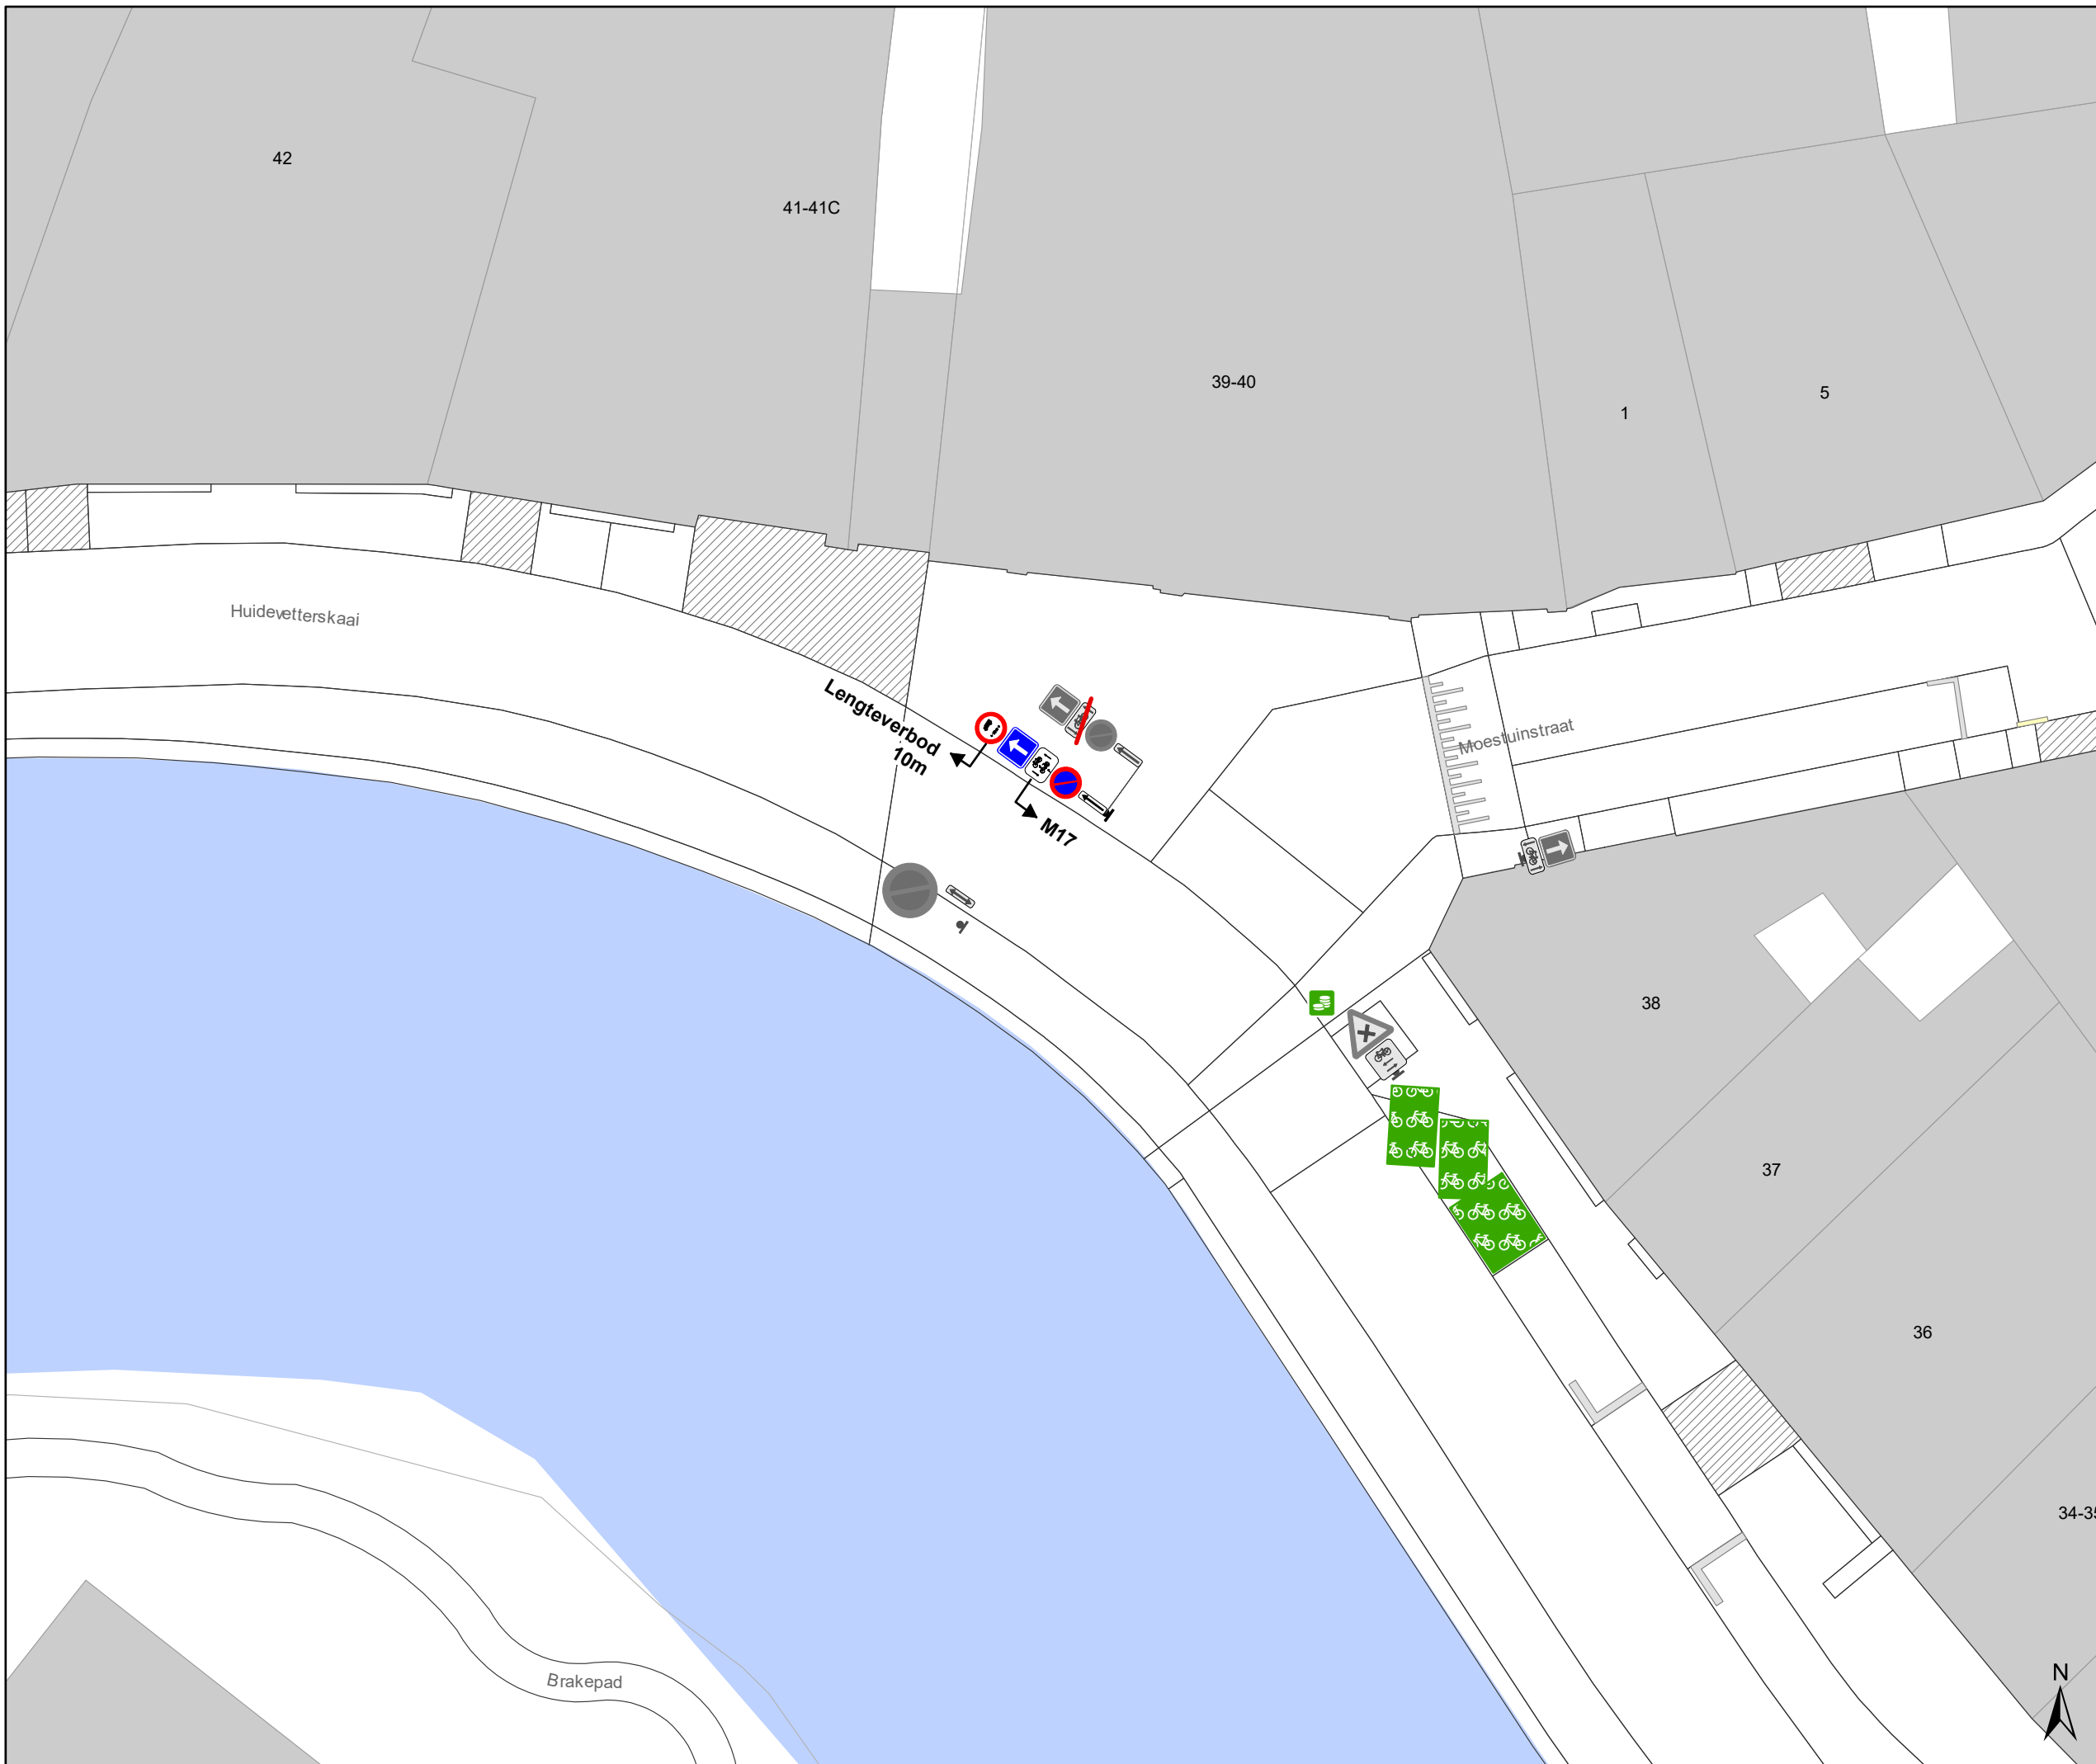 42
41-41C
39-40
1
5
Huidevetterskaai
Lengteverbod
10m
M17
Moestuinstraat
38
37
36
34-35
Brakepad
N